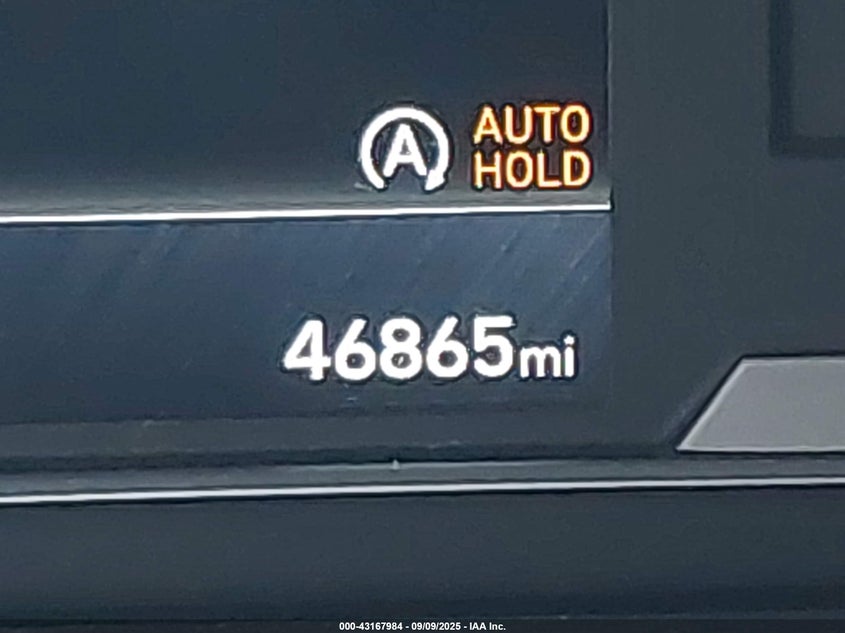 A
AUTO
HOLD
46865mi
000-43167984 - 09/09/2025 - IAA Inc.